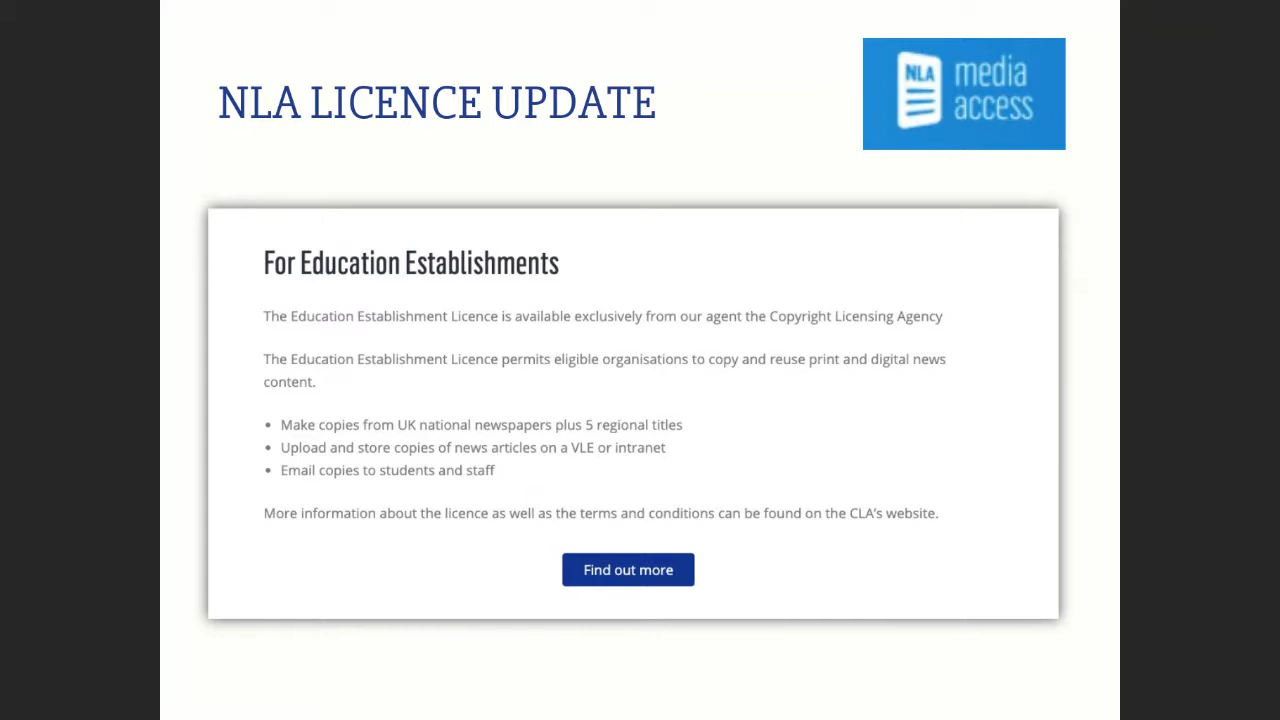 NLA LICENCE UPDATE
NLA media
access
For Education Establishments
The Education Establishment Licence is available exclusively from our agent the Copyright Licensing Agency
The Education Establishment Licence permits eligible organisations to copy and reuse print and digital news
content.
• Make copies from UK national newspapers plus 5 regional titles
• Upload and store copies of news articles on a VLE or intranet
• Email copies to students and staff
More information about the licence as well as the terms and conditions can be found on the CLA's website.
Find out more